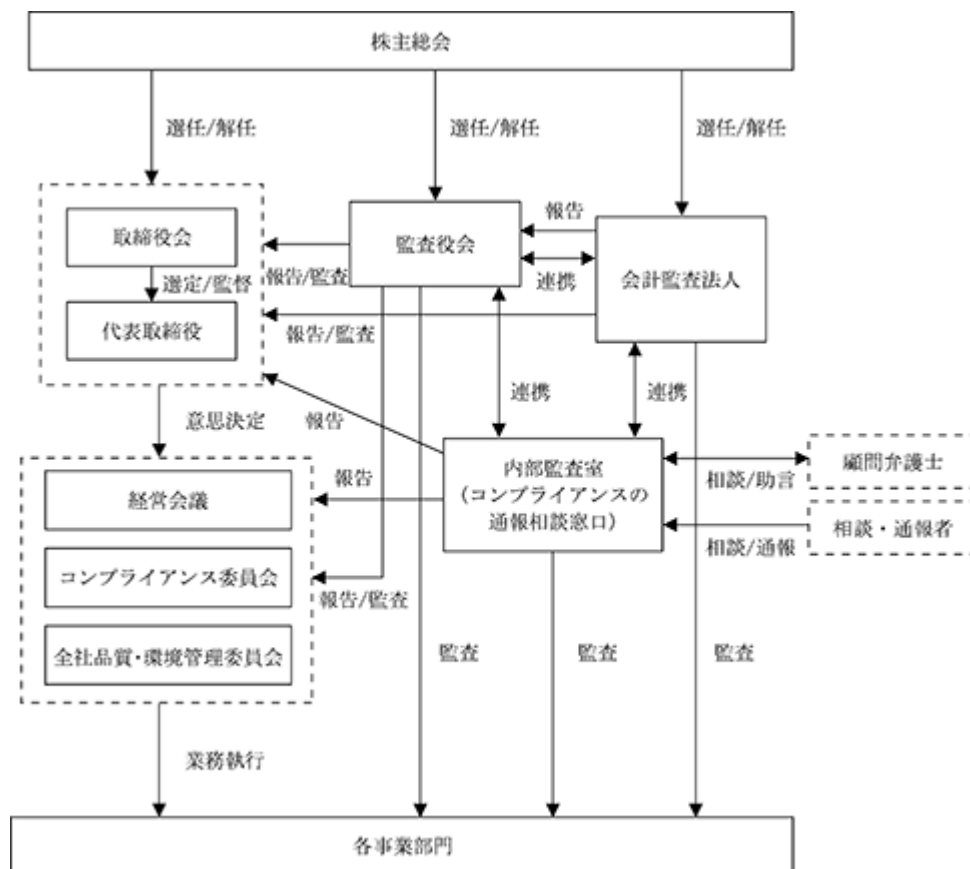 株主総会
選任/解任
選任/解任
選任/解任
取締役会
選定/監督
代表取締役
監査役会
報告
連携
会計監査法人
報告/監査
報告/監査
連携
連携
意思決定
報告
内部監査室
(コンプライアンスの
通報相談窓口)
相談/助言
顧問弁護士
相談/通報
相談・通報者
経営会議
報告
コンプライアンス委員会
報告/監査
全社品質・環境管理委員会
監査
監査
監査
業務執行
各事業部門